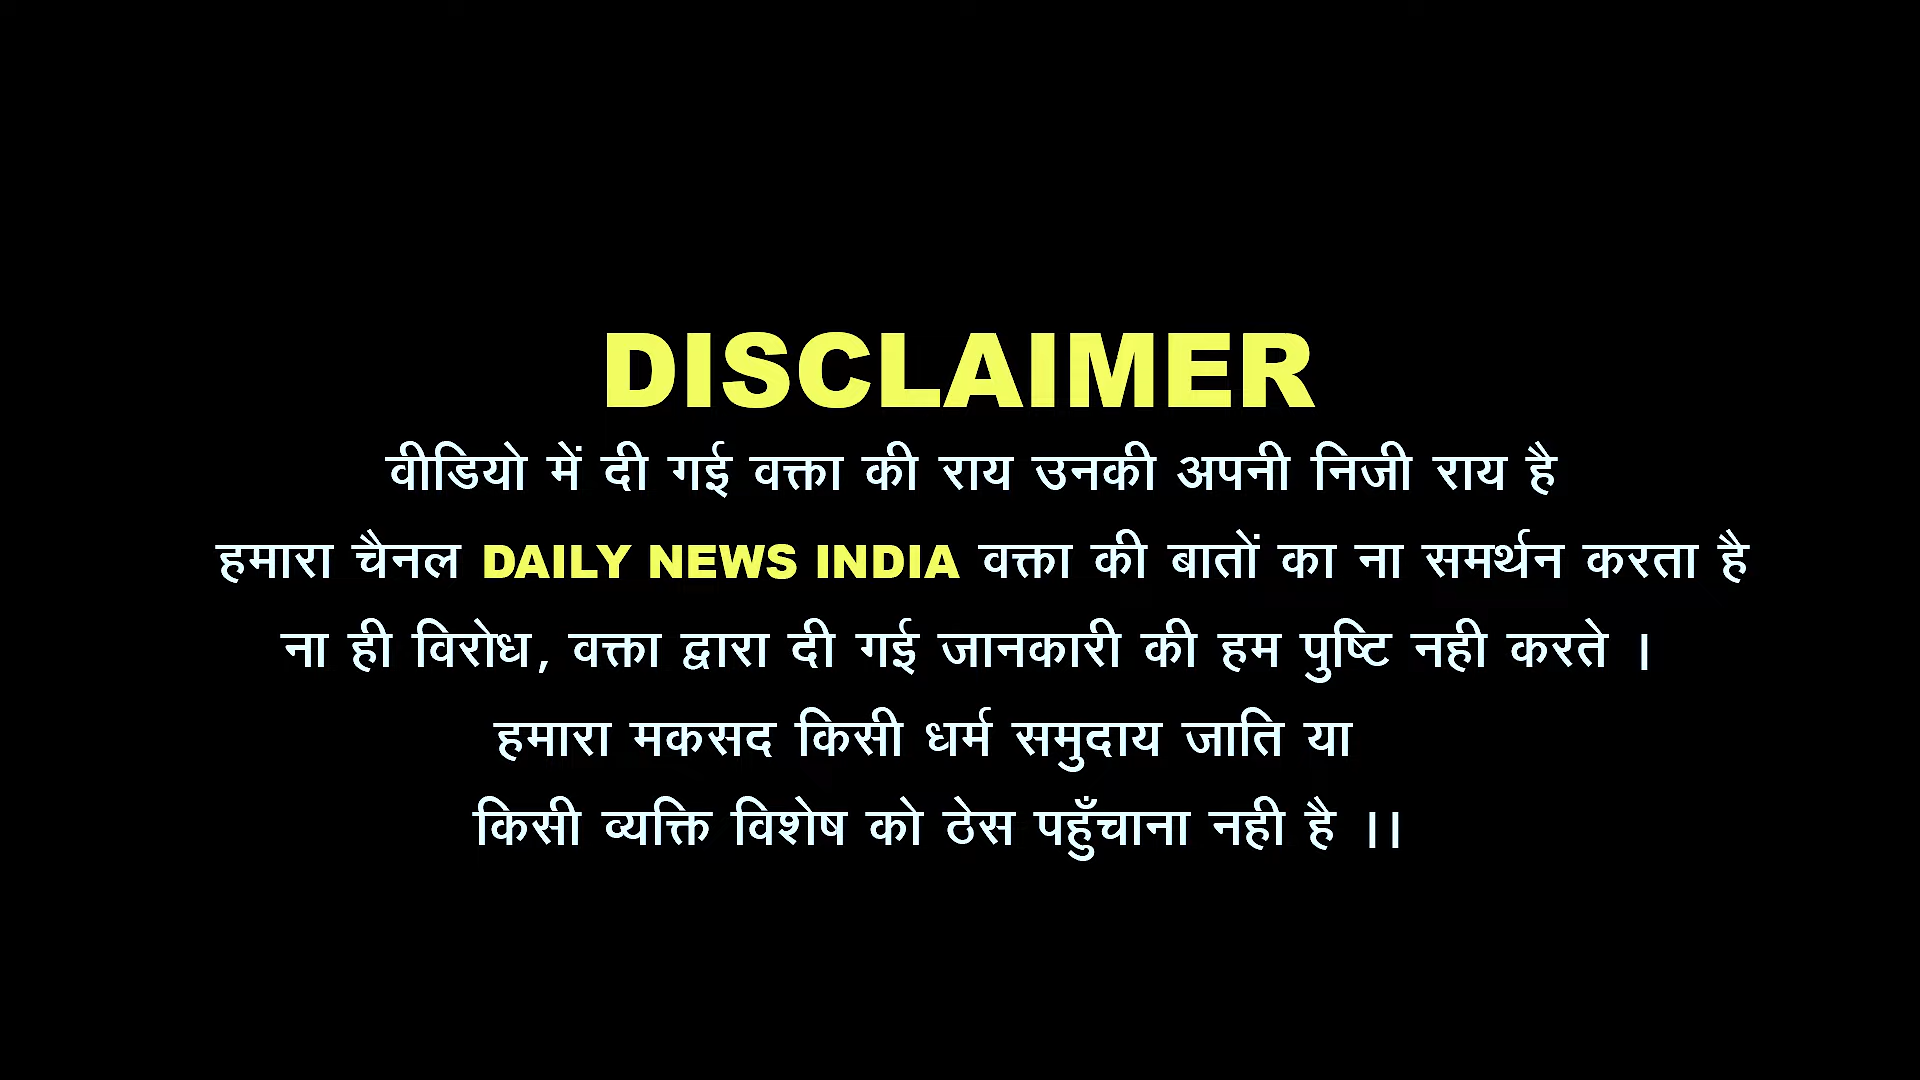 DISCLAIMER
वीडियो में दी गई वक्ता की राय उनकी अपनी निजी राय है
हमारा चैनल DAILY NEWS INDIA वक्ता की बातों का ना समर्थन करता है
ना ही विरोध, वक्ता द्वारा दी गई जानकारी की हम पुष्टि नही करते ।
हमारा मकसद किसी धर्म समुदाय जाति या
किसी व्यक्ति विशेष को ठेस पहुँचाना नही है ।।